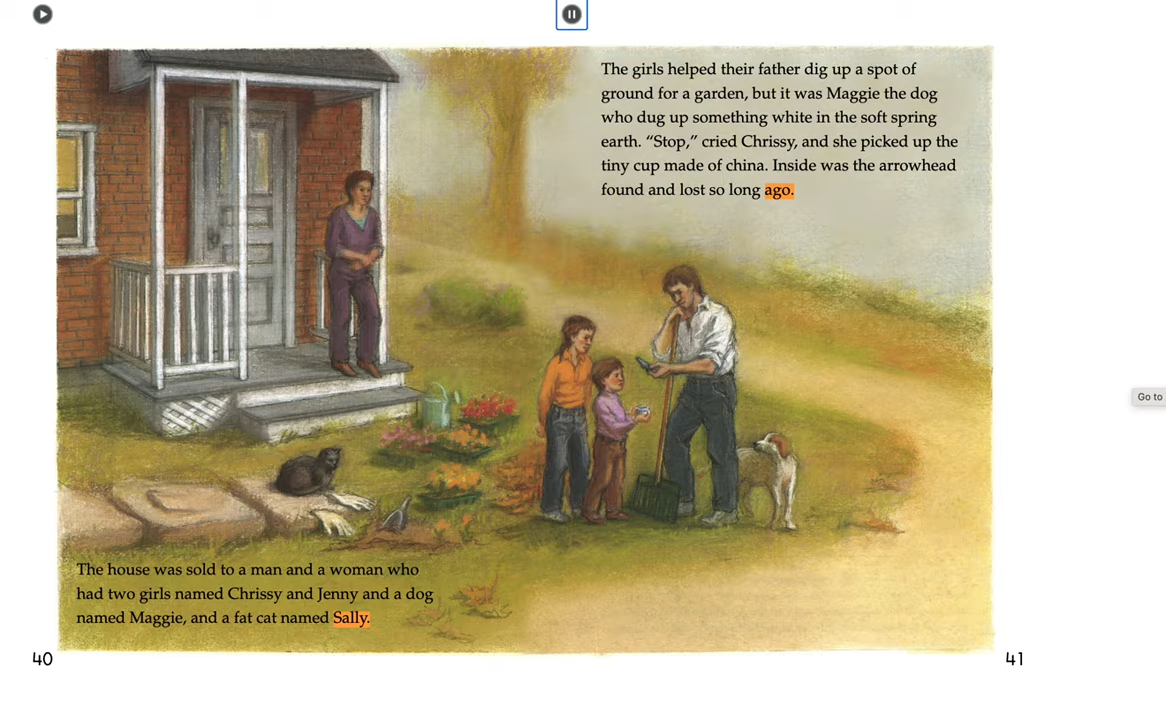 The house was sold to a man and a woman who
had two girls named Chrissy and Jenny and a dog
named Maggie, and a fat cat named Sally.
40
The girls helped their father dig up a spot of
ground for a garden, but it was Maggie the dog
who dug up something white in the soft spring
earth. “Stop,” cried Chrissy, and she picked up the
tiny cup made of china. Inside was the arrowhead
found and lost so long ago.
41
Go to